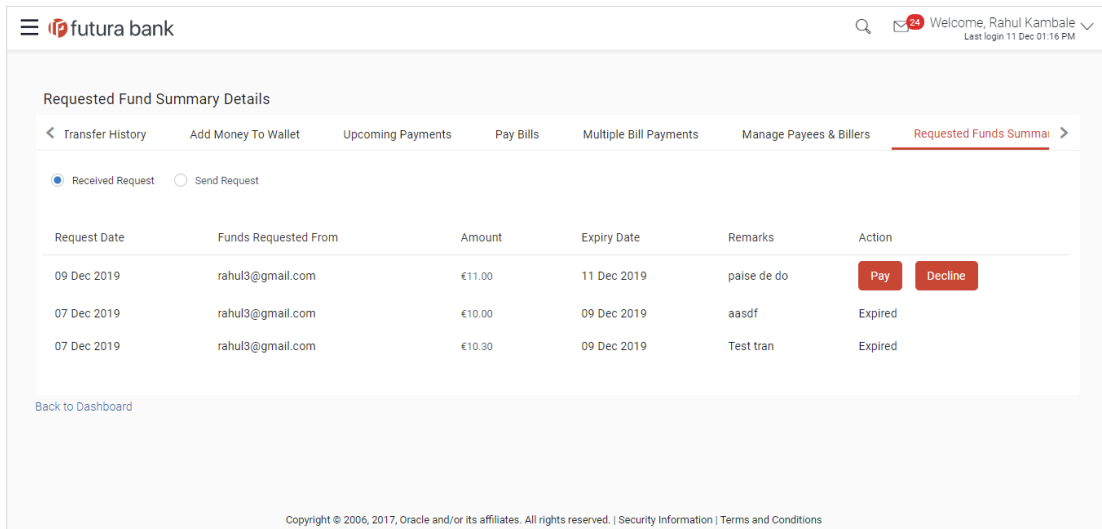 futura bank
24
Welcome, Rahul Kambale
Last login 11 Dec 01:16 PM
Requested Fund Summary Details
Transfer History Add Money To Wallet Upcoming Payments Pay Bills Multiple Bill Payments Manage Payees & Billers Requested Funds Summar
Received Request Send Request
Request Date Funds Requested From Amount Expiry Date Remarks Action
09 Dec 2019 rahul3@gmail.com €11.00 11 Dec 2019 paise de do Pay Decline
07 Dec 2019 rahul3@gmail.com €10.00 09 Dec 2019 aasdf Expired
07 Dec 2019 rahul3@gmail.com €10.30 09 Dec 2019 Test tran Expired
Back to Dashboard
Copyright © 2006, 2017, Oracle and/or its affiliates. All rights reserved. | Security Information | Terms and Conditions